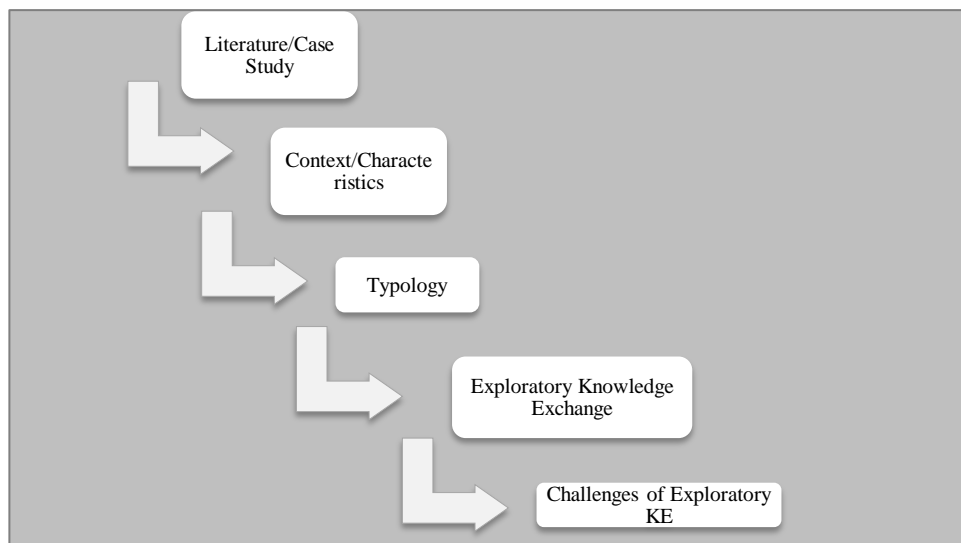 Literature/Case
Study
Context/Characte
ristics
Typology
Exploratory Knowledge
Exchange
Challenges of Exploratory
KE